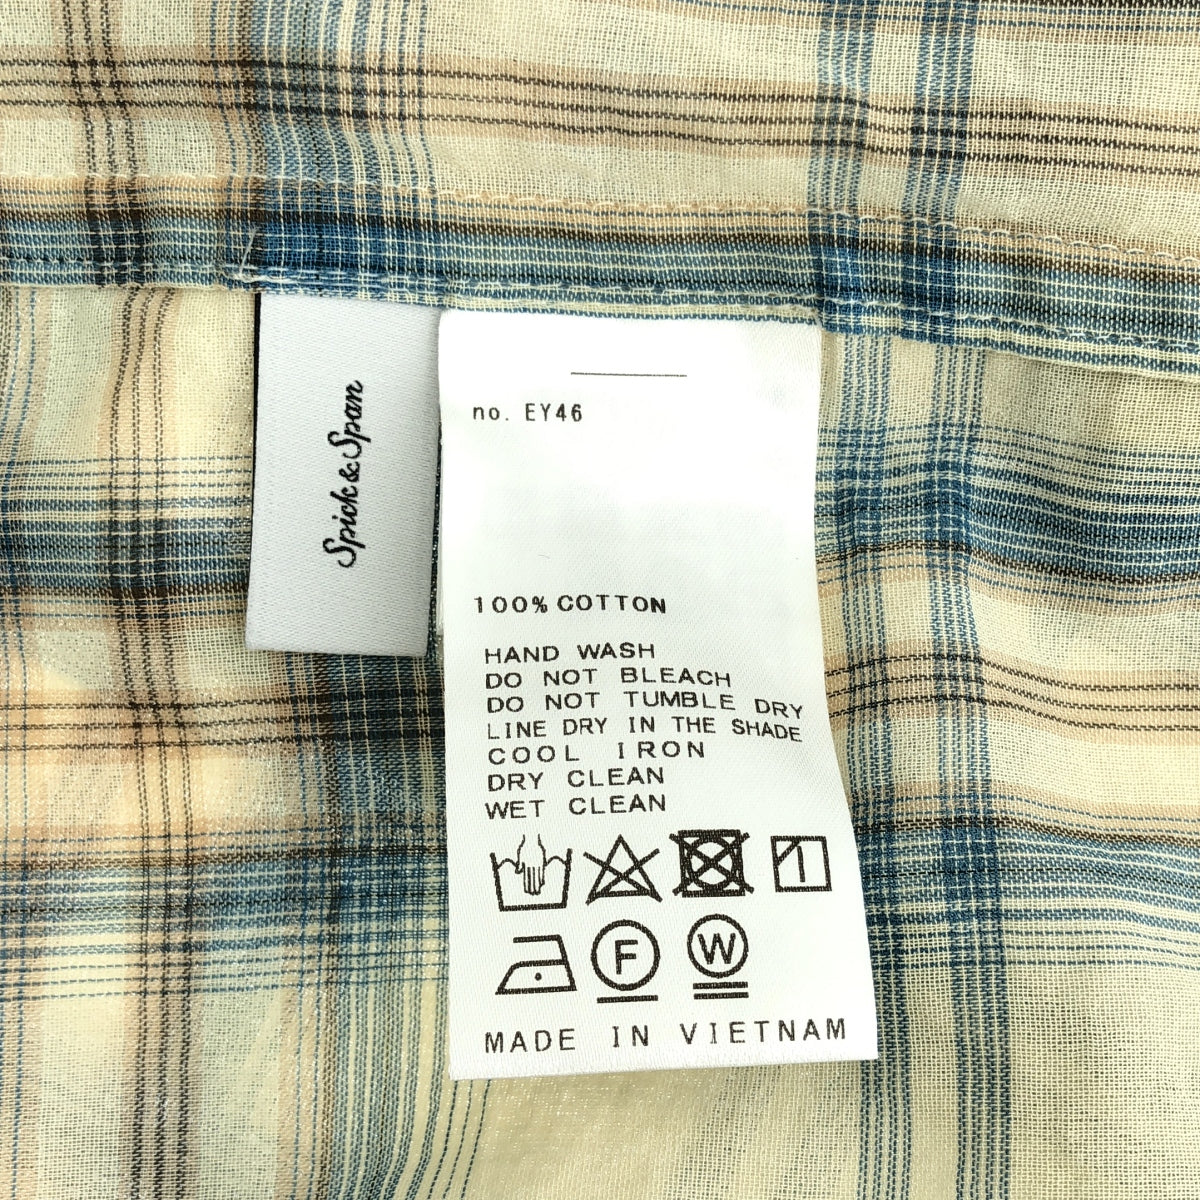 Spick&Span
no. EY46
100% COTTON
HAND WASH
DO NOT BLEACH
DO NOT TUMBLE DRY
LINE DRY IN THE SHADE
COOL IRON
DRY CLEAN
WET CLEAN
F W
MADE IN VIETNAM